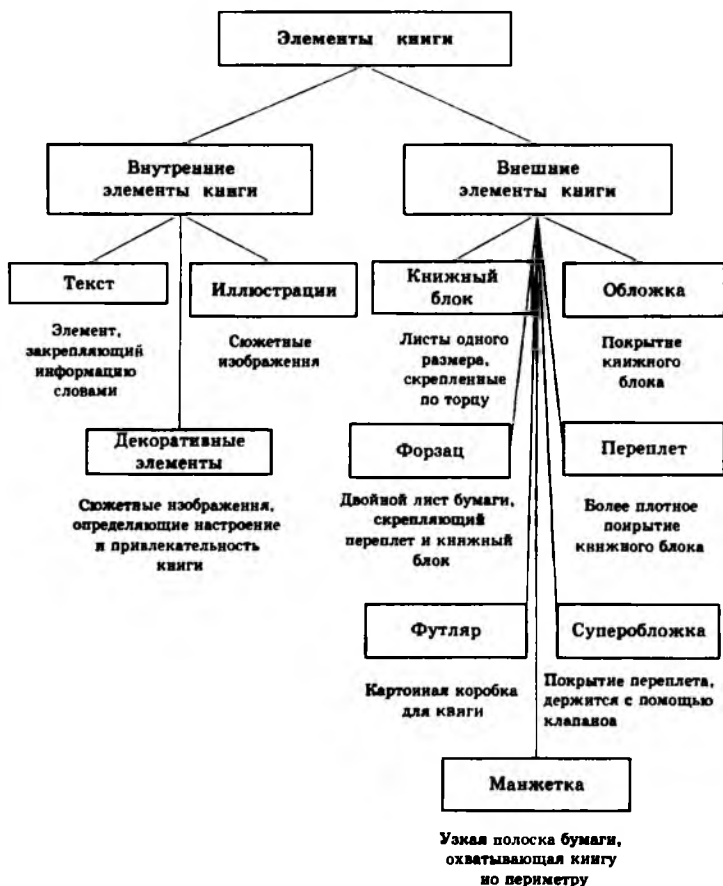 Элементы книги
Внутренние
элементы книги
Внешние
элементы книги
Текст
Элемент,
закрепляющий
информацию
словами
Иллюстрации
Сюжетные
изображения
Декоративные
элементы
Сюжетные изображения,
определяющие настроение
и привлекательность
книги
Книжный
блок
Листы одного
размера,
скрепленные
по торцу
Обложка
Покрытие
книжного
блока
Форзац
Двойной лист бумаги,
скрепляющий
переплет и книжный
блок
Переплет
Более плотное
покрытие
книжного блока
Футляр
Картонная коробка
для книги
Суперобложка
Покрытие переплета,
держится с помощью
клапанов
Манжетка
Узкая полоска бумаги,
охватывающая книгу
по периметру